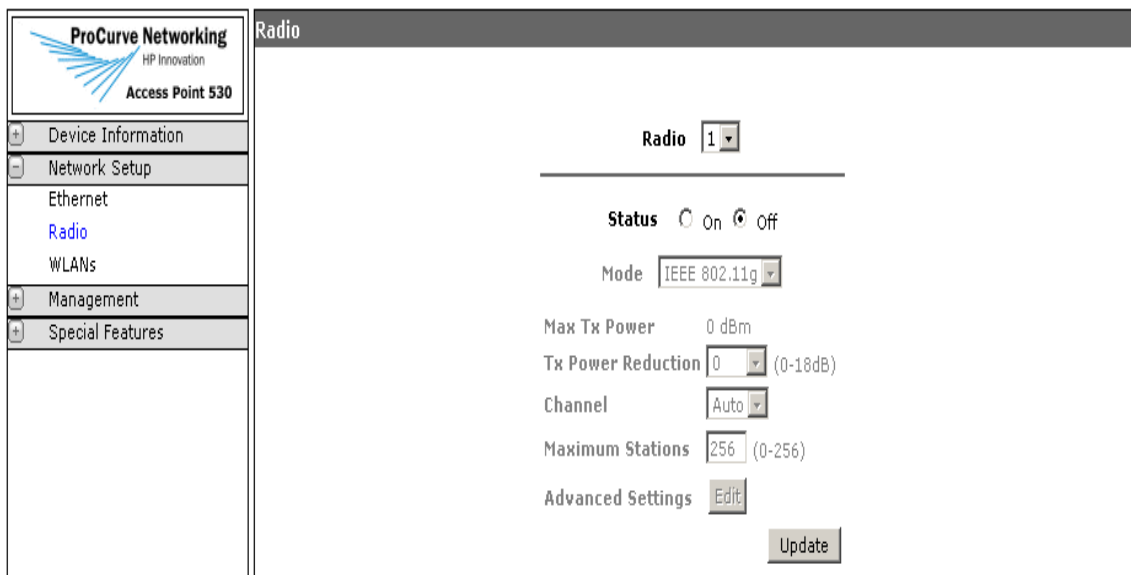 ProCurve Networking
HP Innovation
Access Point 530
Device Information
Network Setup
Ethernet
Radio
WLANs
Management
Special Features
Radio
Radio 1
Status On Off
Mode IEEE 802.11g
Max Tx Power 0 dBm
Tx Power Reduction 0 (0-18dB)
Channel Auto
Maximum Stations 256 (0-256)
Advanced Settings Edit
Update